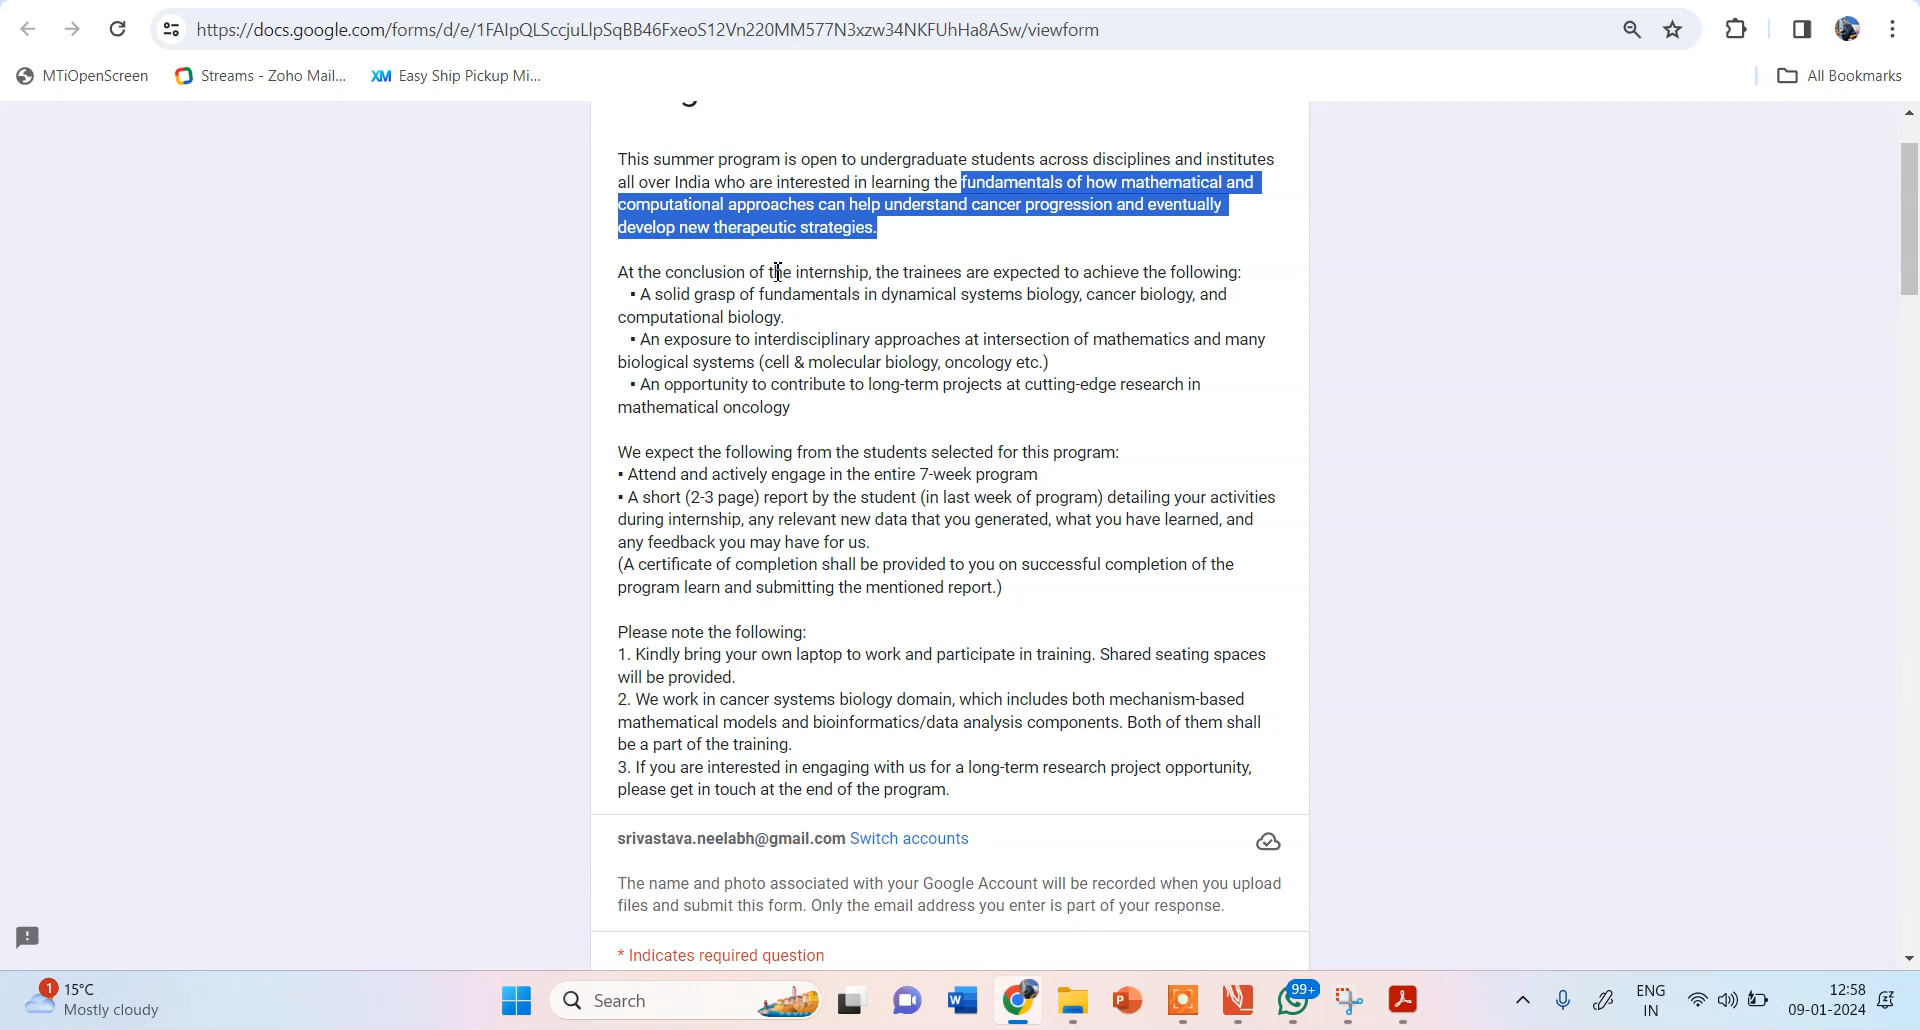 https://docs.google.com/forms/d/e/1FAIpQLSccjuLlpSqBB46FxeoS12Vn220MM577N3xzw34NKFUhHa8ASw/viewform
MTiOpenScreen
Streams - Zoho Mail...
XM Easy Ship Pickup Mi...
All Bookmarks
This summer program is open to undergraduate students across disciplines and institutes
all over India who are interested in learning the fundamentals of how mathematical and
computational approaches can help understand cancer progression and eventually
develop new therapeutic strategies.
At the conclusion of the internship, the trainees are expected to achieve the following:
▪ A solid grasp of fundamentals in dynamical systems biology, cancer biology, and
computational biology.
▪ An exposure to interdisciplinary approaches at intersection of mathematics and many
biological systems (cell & molecular biology, oncology etc.)
▪ An opportunity to contribute to long-term projects at cutting-edge research in
mathematical oncology
We expect the following from the students selected for this program:
▪ Attend and actively engage in the entire 7-week program
▪ A short (2-3 page) report by the student (in last week of program) detailing your activities
during internship, any relevant new data that you generated, what you have learned, and
any feedback you may have for us.
(A certificate of completion shall be provided to you on successful completion of the
program learn and submitting the mentioned report.)
Please note the following:
1. Kindly bring your own laptop to work and participate in training. Shared seating spaces
will be provided.
2. We work in cancer systems biology domain, which includes both mechanism-based
mathematical models and bioinformatics/data analysis components. Both of them shall
be a part of the training.
3. If you are interested in engaging with us for a long-term research project opportunity,
please get in touch at the end of the program.
srivastava.neelabh@gmail.com Switch accounts
The name and photo associated with your Google Account will be recorded when you upload
files and submit this form. Only the email address you enter is part of your response.
* Indicates required question
1
15°C
Mostly cloudy
Search
99+
ENG
IN
12:58
09-01-2024